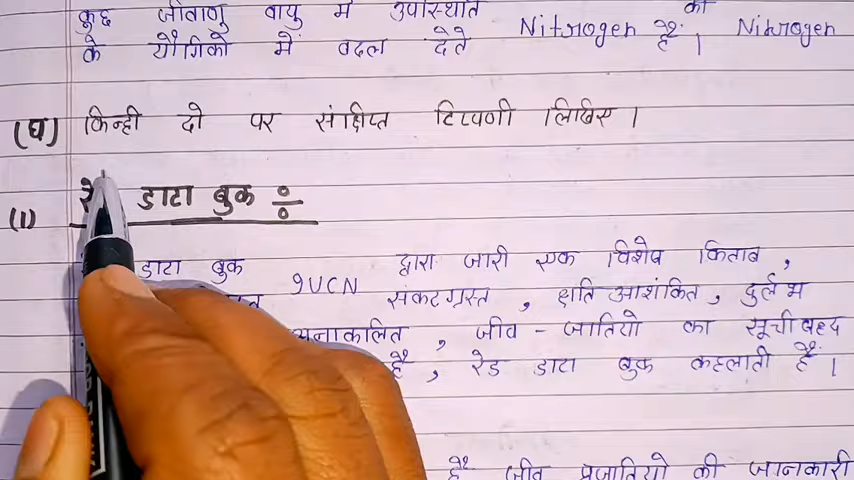 कुछ जीवाणु वायु में उपस्थित Nitrogen को
के यौगिको में बदल देते है। Nitrogen
(घ) किन्ही दो पर संक्षिप्त टिप्पणी लिखिए।
(1) डाटा बुक ÷
डाटा बुक IUCN द्वारा जारी एक विशेष किताब,
संकटग्रस्त, क्षति आशंकित, दुर्लभ
, जीव-जातियो का सूचीबद्द
है, रेड डाटा बुक कहलाती है।
है जीव प्रजातियो की जानकारी